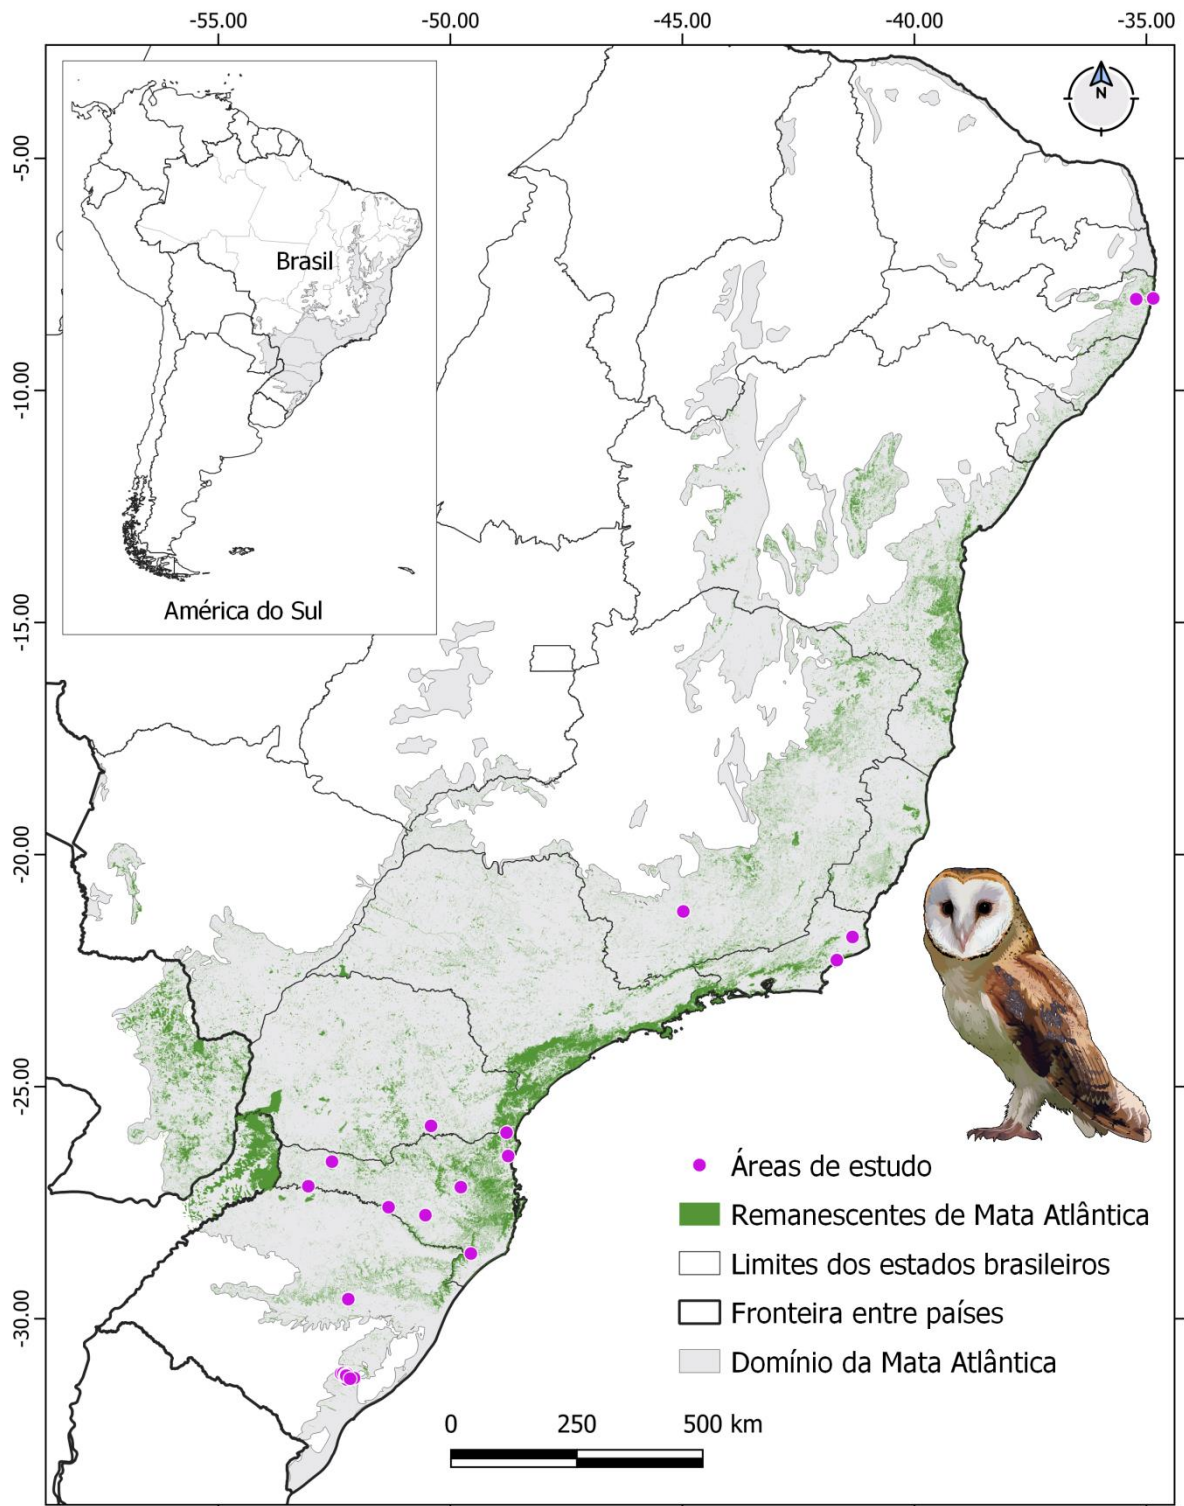 -55.00 -50.00 -45.00 -40.00 -35.00
N
-5.00
-10.00
-15.00
-20.00
-25.00
-30.00
Brasil
América do Sul
Áreas de estudo
Remanescentes de Mata Atlântica
Limites dos estados brasileiros
Fronteira entre países
Domínio da Mata Atlântica
0 250 500 km